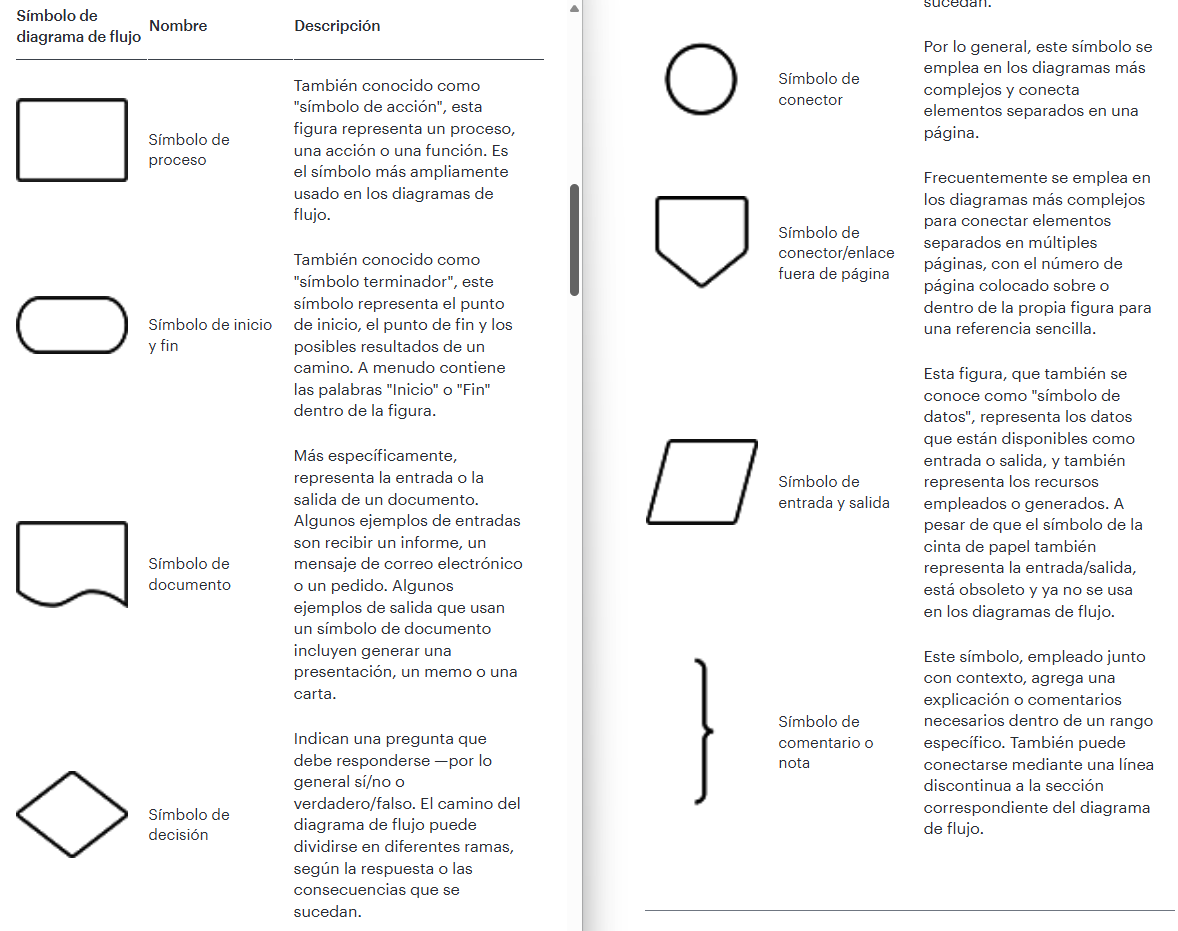 Símbolo de
diagrama de flujo
Nombre
Descripción
Símbolo de
proceso
También conocido como
"símbolo de acción", esta
figura representa un proceso,
una acción o una función. Es
el símbolo más ampliamente
usado en los diagramas de
flujo.
Símbolo de inicio
y fin
También conocido como
"símbolo terminador", este
símbolo representa el punto
de inicio, el punto de fin y los
posibles resultados de un
camino. A menudo contiene
las palabras "Inicio" o "Fin"
dentro de la figura.
Símbolo de
documento
Más específicamente,
representa la entrada o la
salida de un documento.
Algunos ejemplos de entradas
son recibir un informe, un
mensaje de correo electrónico
o un pedido. Algunos
ejemplos de salida que usan
un símbolo de documento
incluyen generar una
presentación, un memo o una
carta.
Símbolo de
decisión
Indican una pregunta que
debe responderse —por lo
general sí/no o
verdadero/falso. El camino del
diagrama de flujo puede
dividirse en diferentes ramas,
según la respuesta o las
consecuencias que se
sucedan.
sucedan.
Símbolo de
conector
Por lo general, este símbolo se
emplea en los diagramas más
complejos y conecta
elementos separados en una
página.
Símbolo de
conector/enlace
fuera de página
Frecuentemente se emplea en
los diagramas más complejos
para conectar elementos
separados en múltiples
páginas, con el número de
página colocado sobre o
dentro de la propia figura para
una referencia sencilla.
Símbolo de
entrada y salida
Esta figura, que también se
conoce como "símbolo de
datos", representa los datos
que están disponibles como
entrada o salida, y también
representa los recursos
empleados o generados. A
pesar de que el símbolo de la
cinta de papel también
representa la entrada/salida,
está obsoleto y ya no se usa
en los diagramas de flujo.
Símbolo de
comentario o
nota
Este símbolo, empleado junto
con contexto, agrega una
explicación o comentarios
necesarios dentro de un rango
específico. También puede
conectarse mediante una línea
discontinua a la sección
correspondiente del diagrama
de flujo.